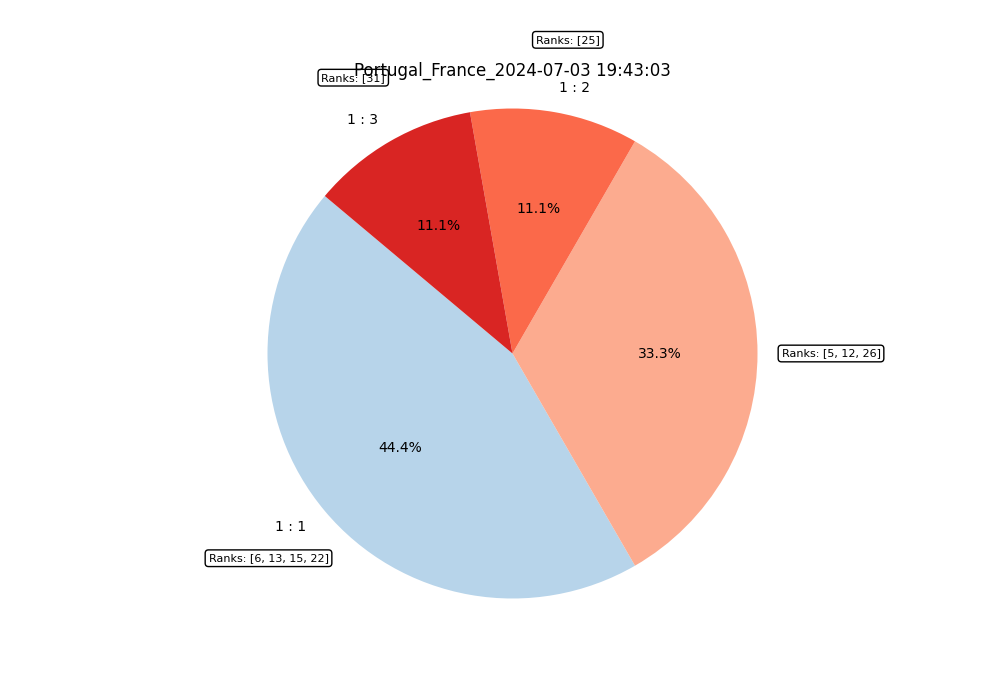 Ranks: [25]
Portugal_France_2024-07-03 19:43:03
Ranks: [31]
1 : 2
1 : 3
11.1%
11.1%
33.3%
Ranks: [5, 12, 26]
44.4%
1 : 1
Ranks: [6, 13, 15, 22]